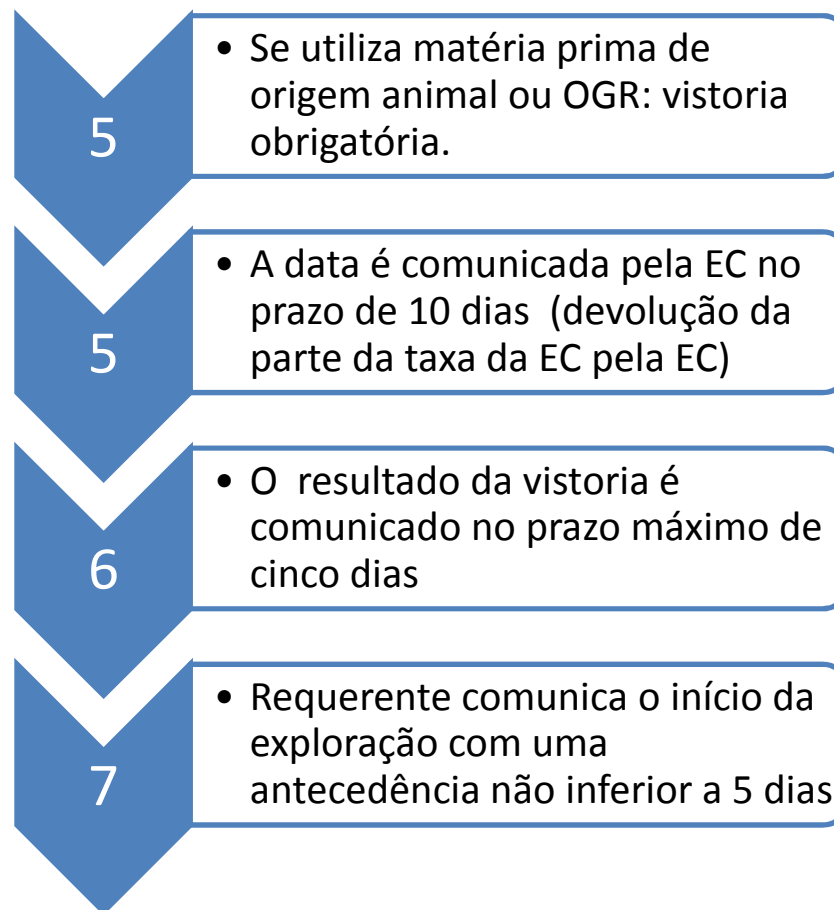 5
• Se utiliza matéria prima de
origem animal ou OGR: vistoria
obrigatória.
5
• A data é comunicada pela EC no
prazo de 10 dias (devolução da
parte da taxa da EC pela EC)
6
• O resultado da vistoria é
comunicado no prazo máximo de
cinco dias
7
• Requerente comunica o início da
exploração com uma
antecedência não inferior a 5 dias